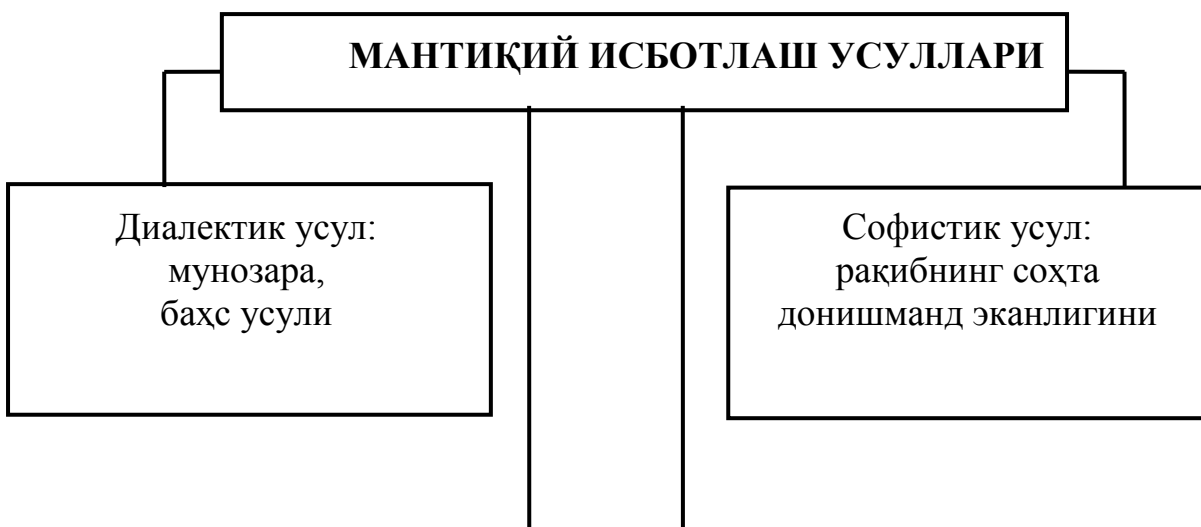 МАНТИҚИЙ ИСБОТЛАШ УСУЛЛАРИ
Диалектик усул:
мунозара,
баҳс усули
Софистик усул:
рақибнинг соҳта
донишманд эканлигини